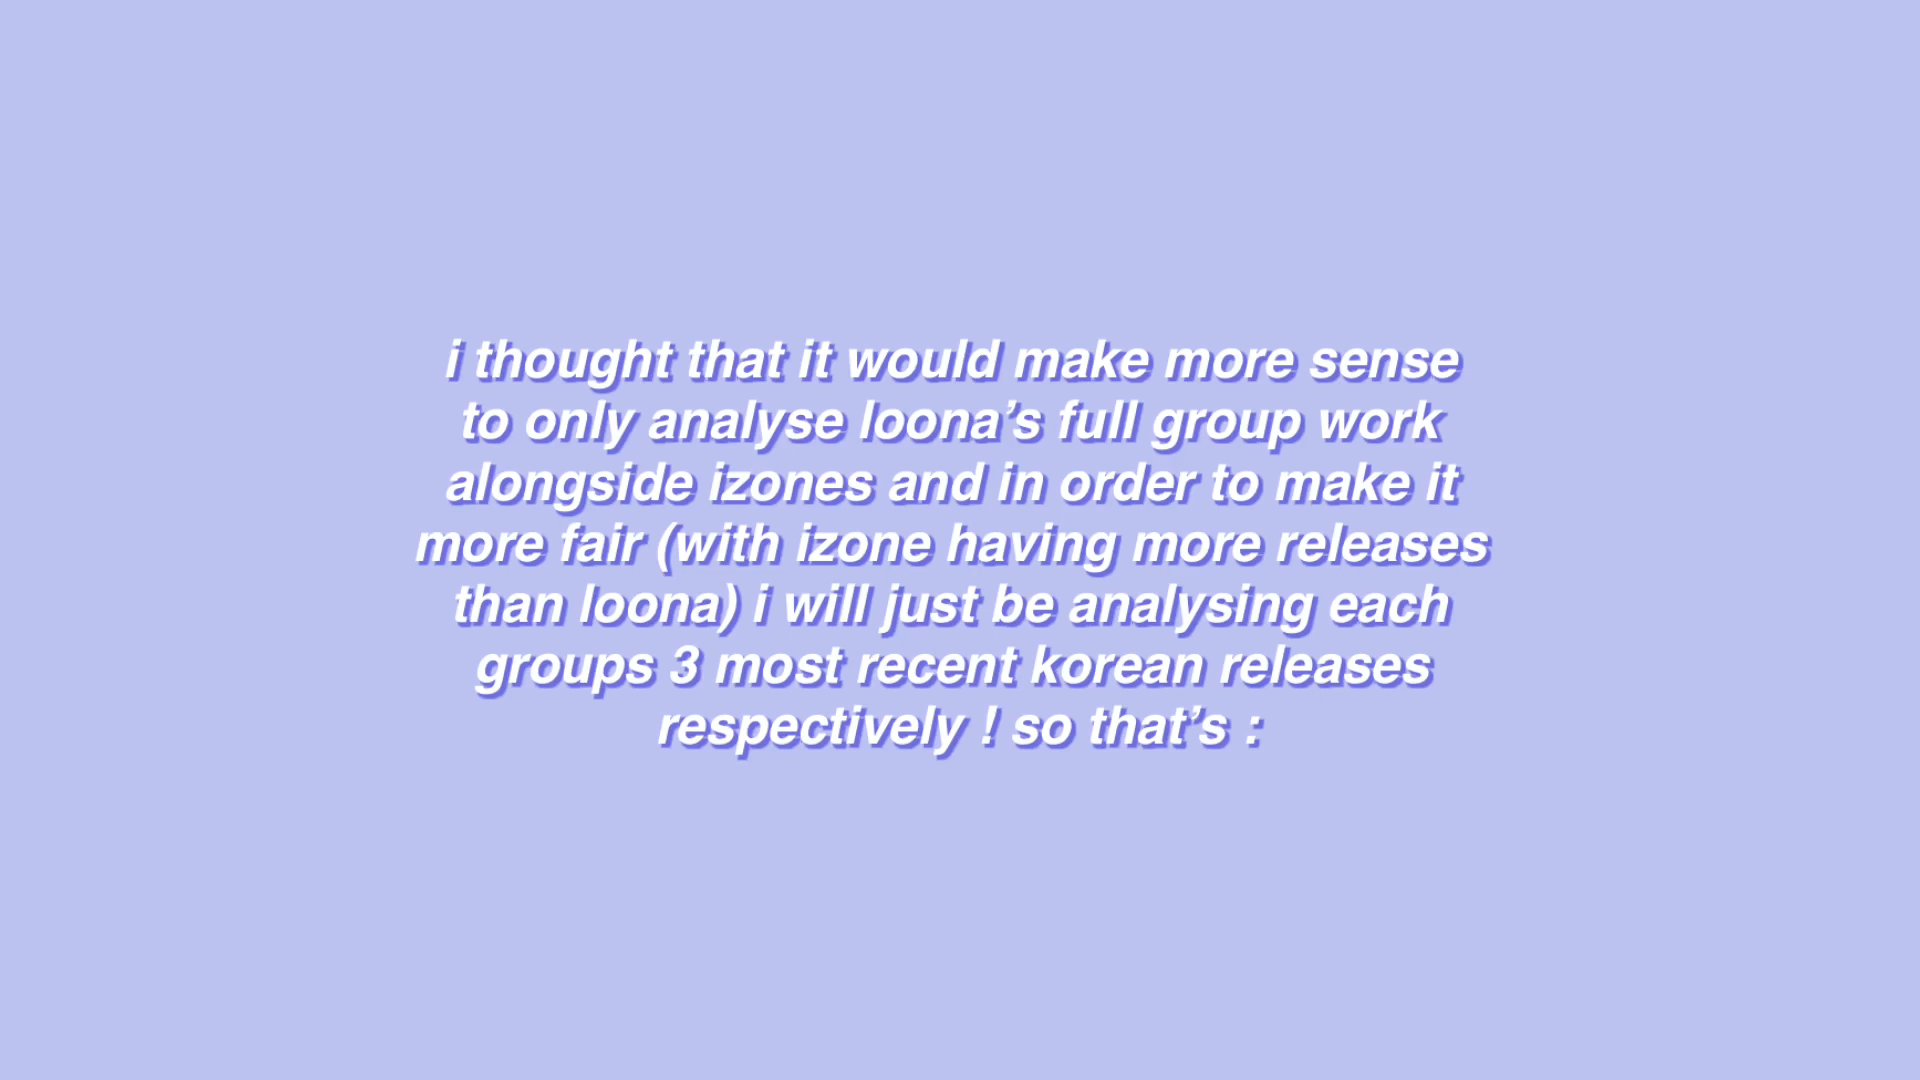 i thought that it would make more sense
to only analyse loona’s full group work
alongside izones and in order to make it
more fair (with izone having more releases
than loona) i will just be analysing each
groups 3 most recent korean releases
respectively ! so that’s :